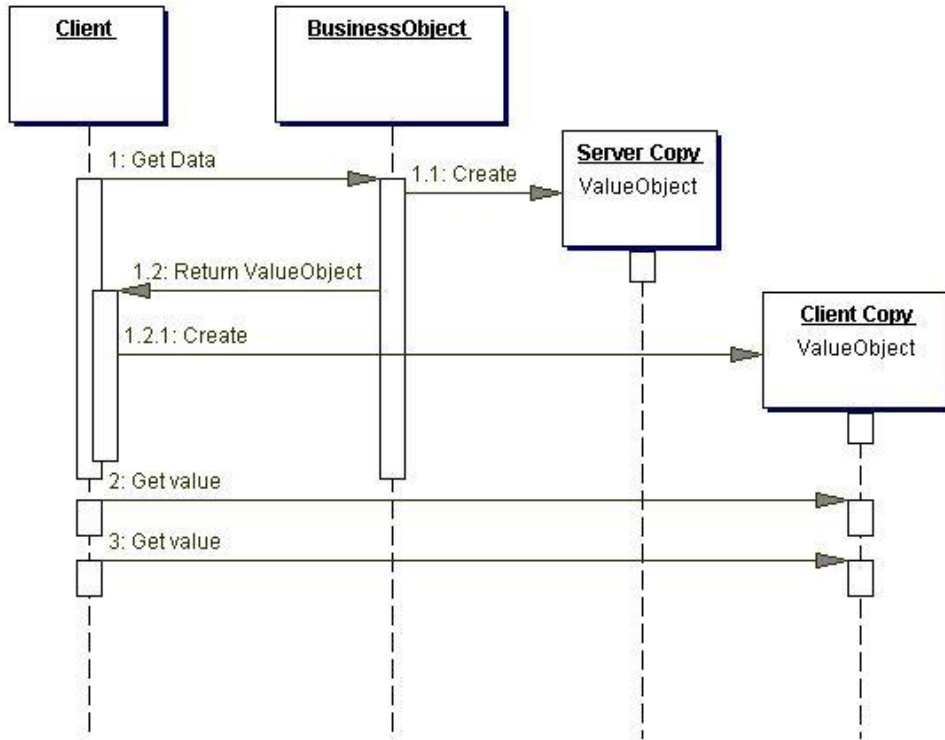 Client
BusinessObject
Server Copy
ValueObject
1: Get Data
1.1: Create
1.2: Return ValueObject
Client Copy
ValueObject
1.2.1: Create
2: Get value
3: Get value